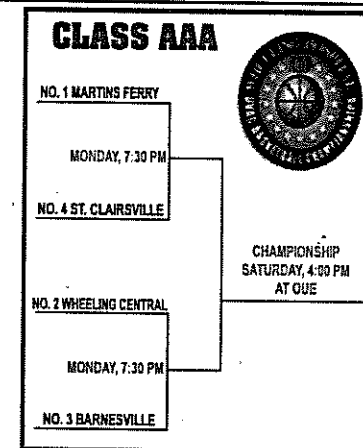 CLASS AAA
NO. 1 MARTINS FERRY
MONDAY, 7:30 PM
NO. 4 ST. CLAIRSVILLE
CHAMPIONSHIP
SATURDAY, 4:00 PM
AT OUE
NO. 2 WHEELING CENTRAL
MONDAY, 7:30 PM
NO. 3 BARNESVILLE